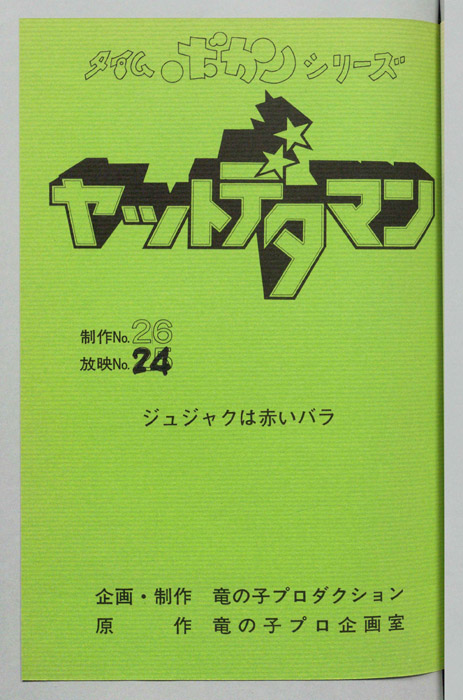 タイムボカンシリーズ
ヤットデタマン
制作No.26
放映No.24
ジュジャクは赤いバラ
企画・制作　竜の子プロダクション
原　　作　竜の子プロ企画室